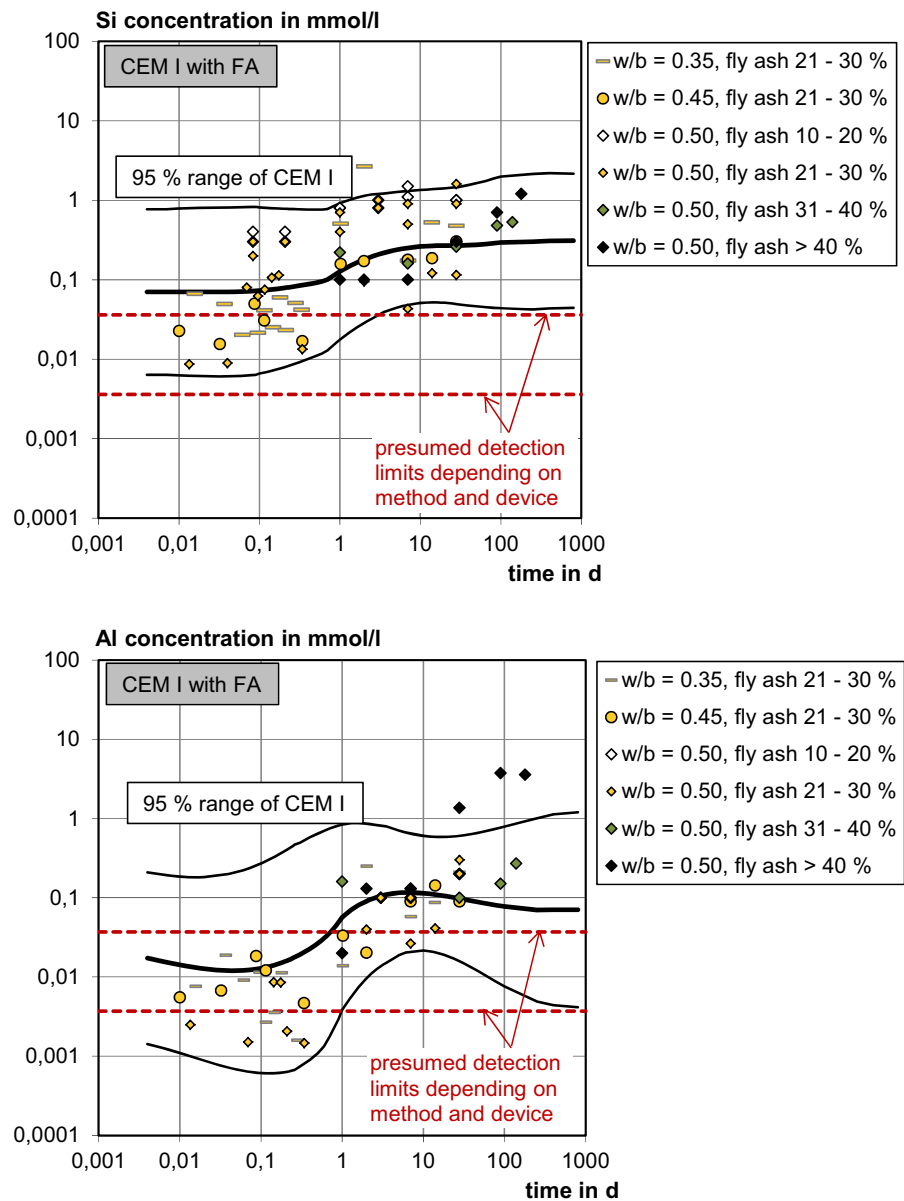 Si concentration in mmol/l
100
10
1
0,1
0,01
0,001
0,0001
CEM I with FA
95 % range of CEM I
presumed detection
limits depending on
method and device
0,001
0,01
0,1
1
10
100
1000
time in d
w/b = 0.35, fly ash 21 - 30 %
w/b = 0.45, fly ash 21 - 30 %
w/b = 0.50, fly ash 10 - 20 %
w/b = 0.50, fly ash 21 - 30 %
w/b = 0.50, fly ash 31 - 40 %
w/b = 0.50, fly ash > 40 %
Al concentration in mmol/l
100
10
1
0,1
0,01
0,001
0,0001
CEM I with FA
95 % range of CEM I
presumed detection
limits depending on
method and device
0,001
0,01
0,1
1
10
100
1000
time in d
w/b = 0.35, fly ash 21 - 30 %
w/b = 0.45, fly ash 21 - 30 %
w/b = 0.50, fly ash 10 - 20 %
w/b = 0.50, fly ash 21 - 30 %
w/b = 0.50, fly ash 31 - 40 %
w/b = 0.50, fly ash > 40 %